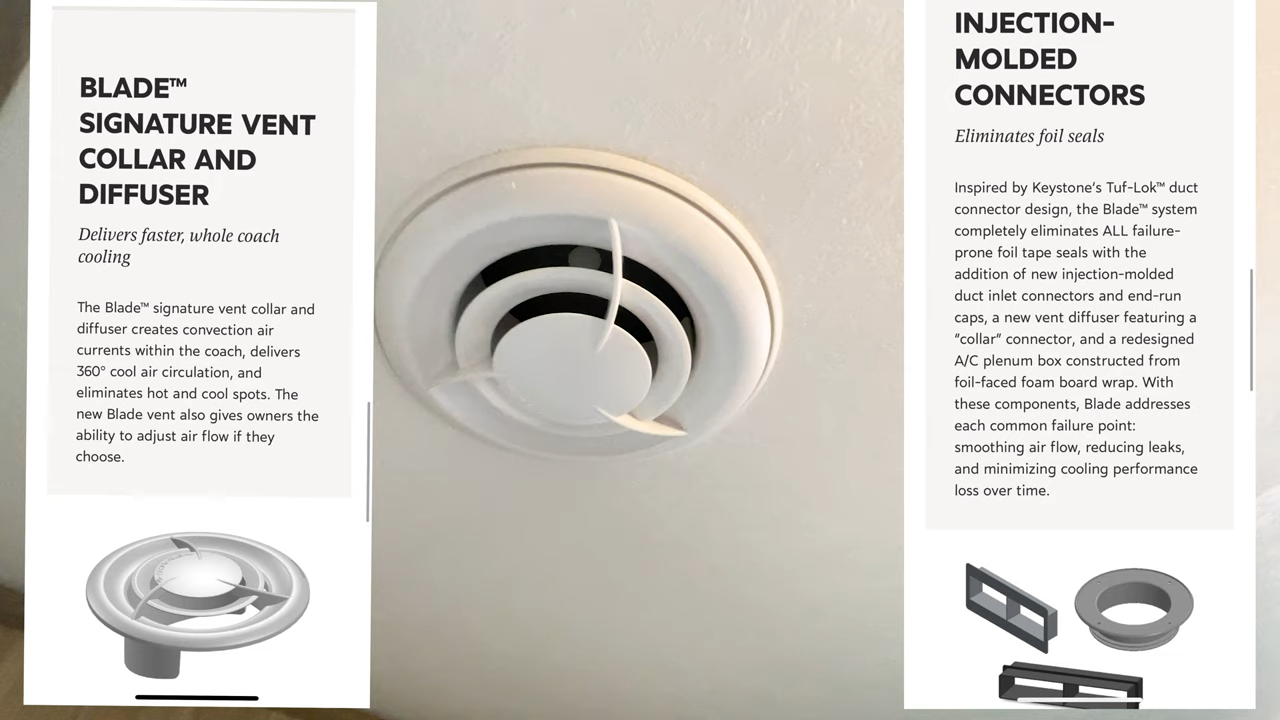 BLADE™
SIGNATURE VENT
COLLAR AND
DIFFUSER
Delivers faster, whole coach
cooling
The Blade™ signature vent collar and
diffuser creates convection air
currents within the coach, delivers
360° cool air circulation, and
eliminates hot and cool spots. The
new Blade vent also gives owners the
ability to adjust air flow if they
choose.
INJECTION-
MOLDED
CONNECTORS
Eliminates foil seals
Inspired by Keystone's Tuf-Lok™ duct
connector design, the Blade™ system
completely eliminates ALL failure-
prone foil tape seals with the
addition of new injection-molded
duct inlet connectors and end-run
caps, a new vent diffuser featuring a
"collar" connector, and a redesigned
A/C plenum box constructed from
foil-faced foam board wrap. With
these components, Blade addresses
each common failure point:
smoothing air flow, reducing leaks,
and minimizing cooling performance
loss over time.